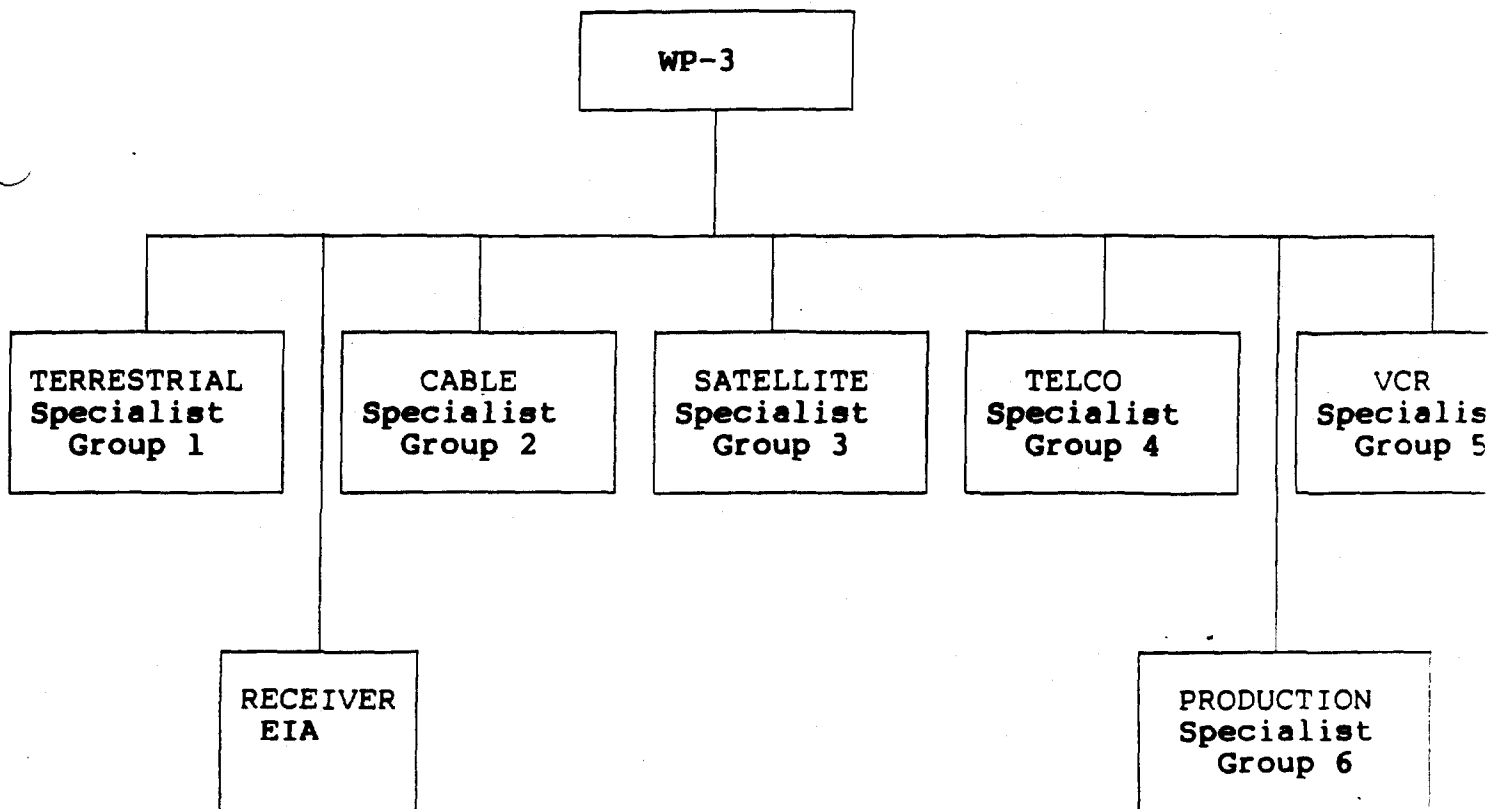 WP-3
TERRESTRIAL
Specialist
Group 1
CABLE
Specialist
Group 2
SATELLITE
Specialist
Group 3
TELCO
Specialist
Group 4
VCR
Specialis
Group 5
RECEIVER
EIA
PRODUCTION
Specialist
Group 6